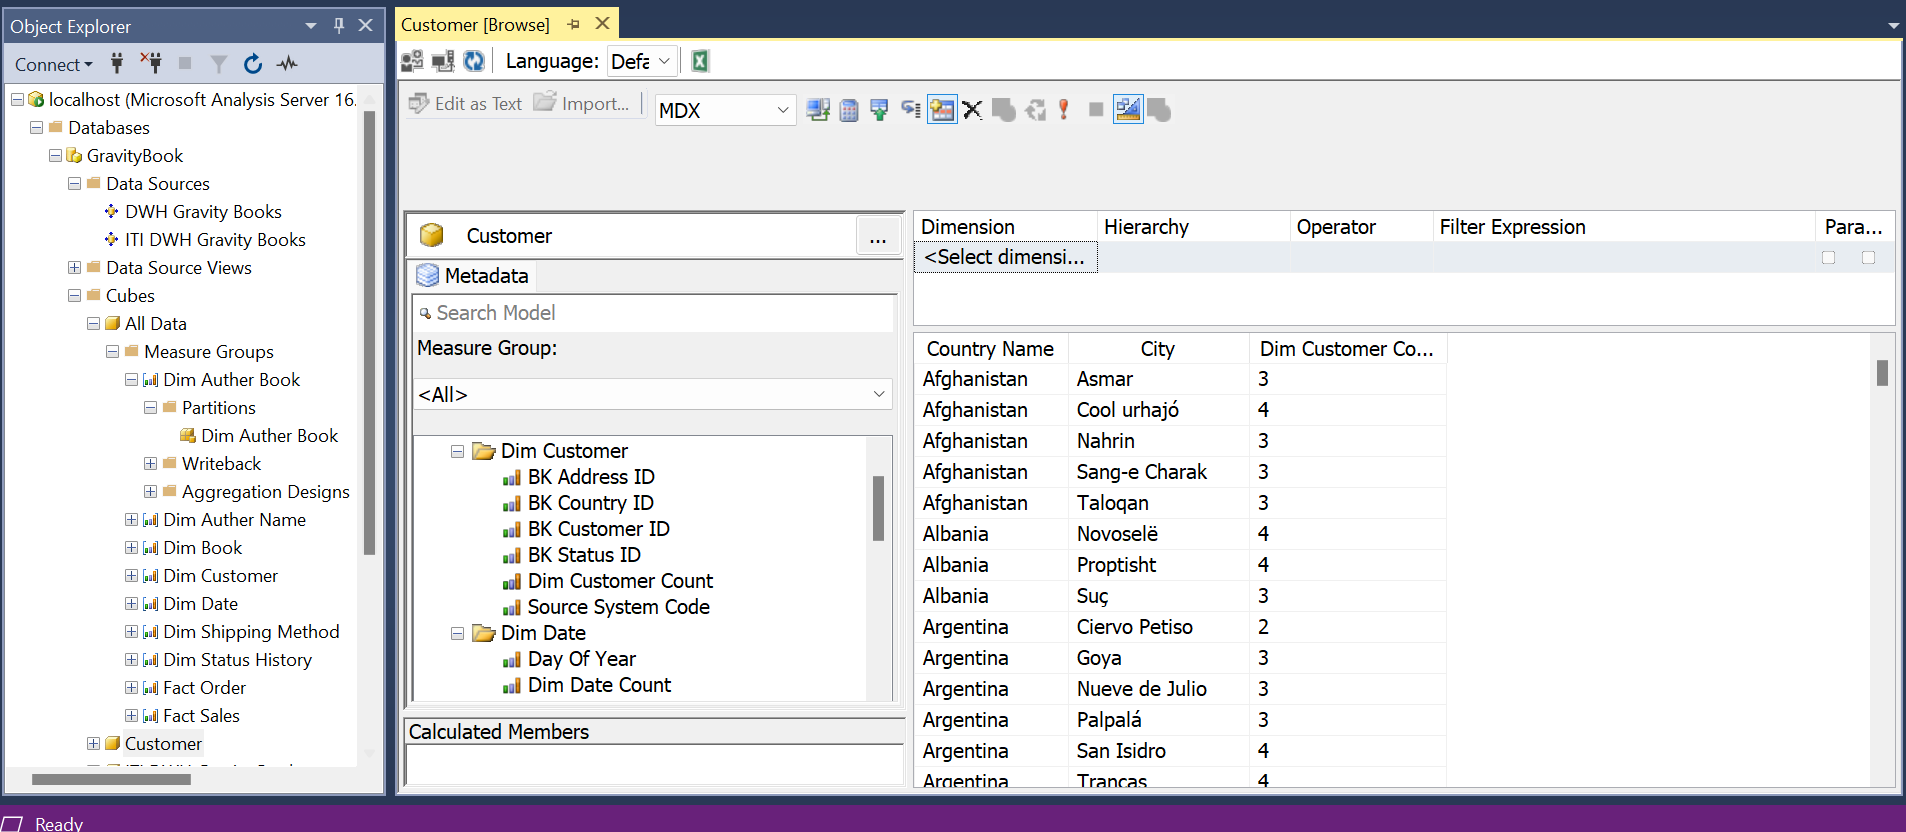 Object Explorer
Connect
localhost (Microsoft Analysis Server 16.
Databases
GravityBook
Data Sources
DWH Gravity Books
ITI DWH Gravity Books
Data Source Views
Cubes
All Data
Measure Groups
Dim Auther Book
Partitions
Dim Auther Book
Writeback
Aggregation Designs
Dim Auther Name
Dim Book
Dim Customer
Dim Date
Dim Shipping Method
Dim Status History
Fact Order
Fact Sales
Customer
Customer [Browse]
Language: Defa
Edit as Text Import... MDX
Customer ...
Metadata
Search Model
Measure Group:
<All>
Dim Customer
BK Address ID
BK Country ID
BK Customer ID
BK Status ID
Dim Customer Count
Source System Code
Dim Date
Day Of Year
Dim Date Count
Calculated Members
Dimension Hierarchy Operator Filter Expression Para...
<Select dimensi...
Country Name City Dim Customer Co...
Afghanistan Asmar 3
Afghanistan Cool urhajó 4
Afghanistan Nahrin 3
Afghanistan Sang-e Charak 3
Afghanistan Taloqan 3
Albania Novoselë 4
Albania Proptisht 4
Albania Suç 3
Argentina Ciervo Petiso 2
Argentina Goya 3
Argentina Nueve de Julio 3
Argentina Palpalá 3
Argentina San Isidro 4
Argentina Trancas 4
Ready